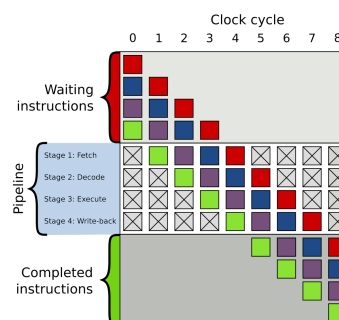 Clock cycle
0 1 2 3 4 5 6 7 8
Waiting
instructions
Pipeline
Stage 1: Fetch
Stage 2: Decode
Stage 3: Execute
Stage 4: Write-back
Completed
instructions